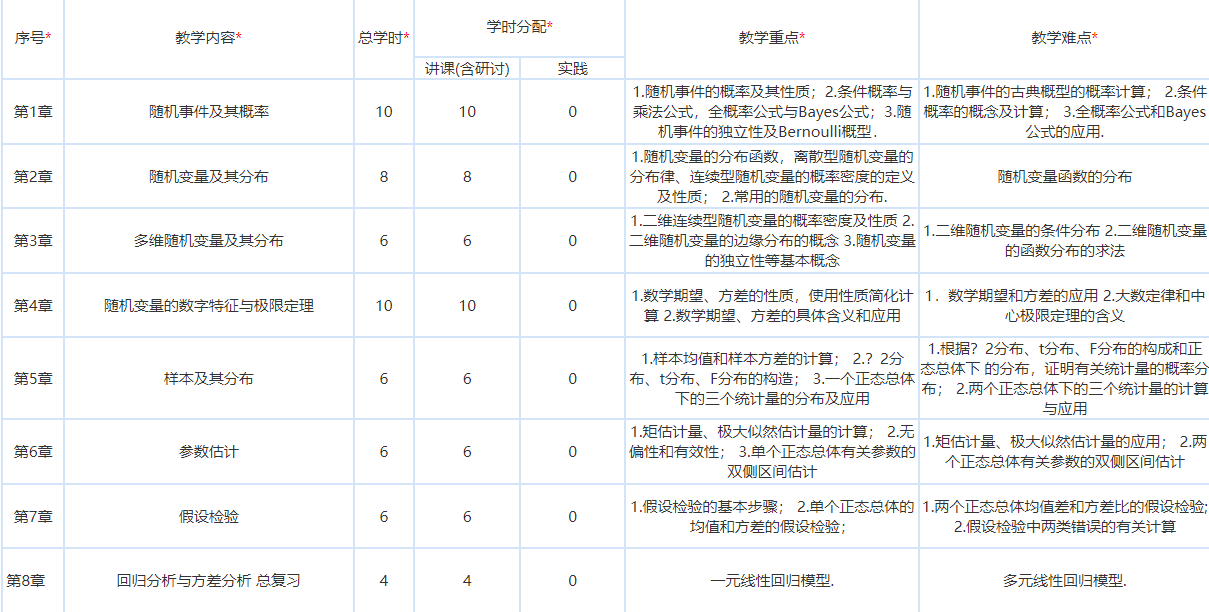 序号*
教学内容*
总学时*
学时分配*
讲课(含研讨)
实践
教学重点*
教学难点*
第1章
随机事件及其概率
10
10
0
1.随机事件的概率及其性质；2.条件概率与
乘法公式，全概率公式与Bayes公式；3.随
机事件的独立性及Bernoulli概型．
1.随机事件的古典概型的概率计算； 2.条件
概率的概念及计算； 3.全概率公式和Bayes
公式的应用.
第2章
随机变量及其分布
8
8
0
1.随机变量的分布函数，离散型随机变量的
分布律、连续型随机变量的概率密度的定义
及性质； 2.常用的随机变量的分布.
随机变量函数的分布
第3章
多维随机变量及其分布
6
6
0
1.二维连续型随机变量的概率密度及性质 2.
二维随机变量的边缘分布的概念 3.随机变量
的独立性等基本概念
1.二维随机变量的条件分布 2.二维随机变量
的函数分布的求法
第4章
随机变量的数字特征与极限定理
10
10
0
1.数学期望、方差的性质，使用性质简化计
算 2.数学期望、方差的具体含义和应用
1．数学期望和方差的应用 2.大数定律和中
心极限定理的含义
第5章
样本及其分布
6
6
0
1.样本均值和样本方差的计算； 2.？2分
布、t分布、F分布的构造； 3.一个正态总体
下的三个统计量的分布及应用
1.根据？2分布、t分布、F分布的构成和正
态总体下 的分布，证明有关统计量的概率分
布； 2.两个正态总体下的三个统计量的计算
与应用
第6章
参数估计
6
6
0
1.矩估计量、极大似然估计量的计算； 2.无
偏性和有效性； 3.单个正态总体有关参数的
双侧区间估计
1.矩估计量、极大似然估计量的应用； 2.两
个正态总体有关参数的双侧区间估计
第7章
假设检验
6
6
0
1.假设检验的基本步骤； 2.单个正态总体的
均值和方差的假设检验；
1.两个正态总体均值差和方差比的假设检验;
2.假设检验中两类错误的有关计算
第8章
回归分析与方差分析 总复习
4
4
0
一元线性回归模型.
多元线性回归模型.